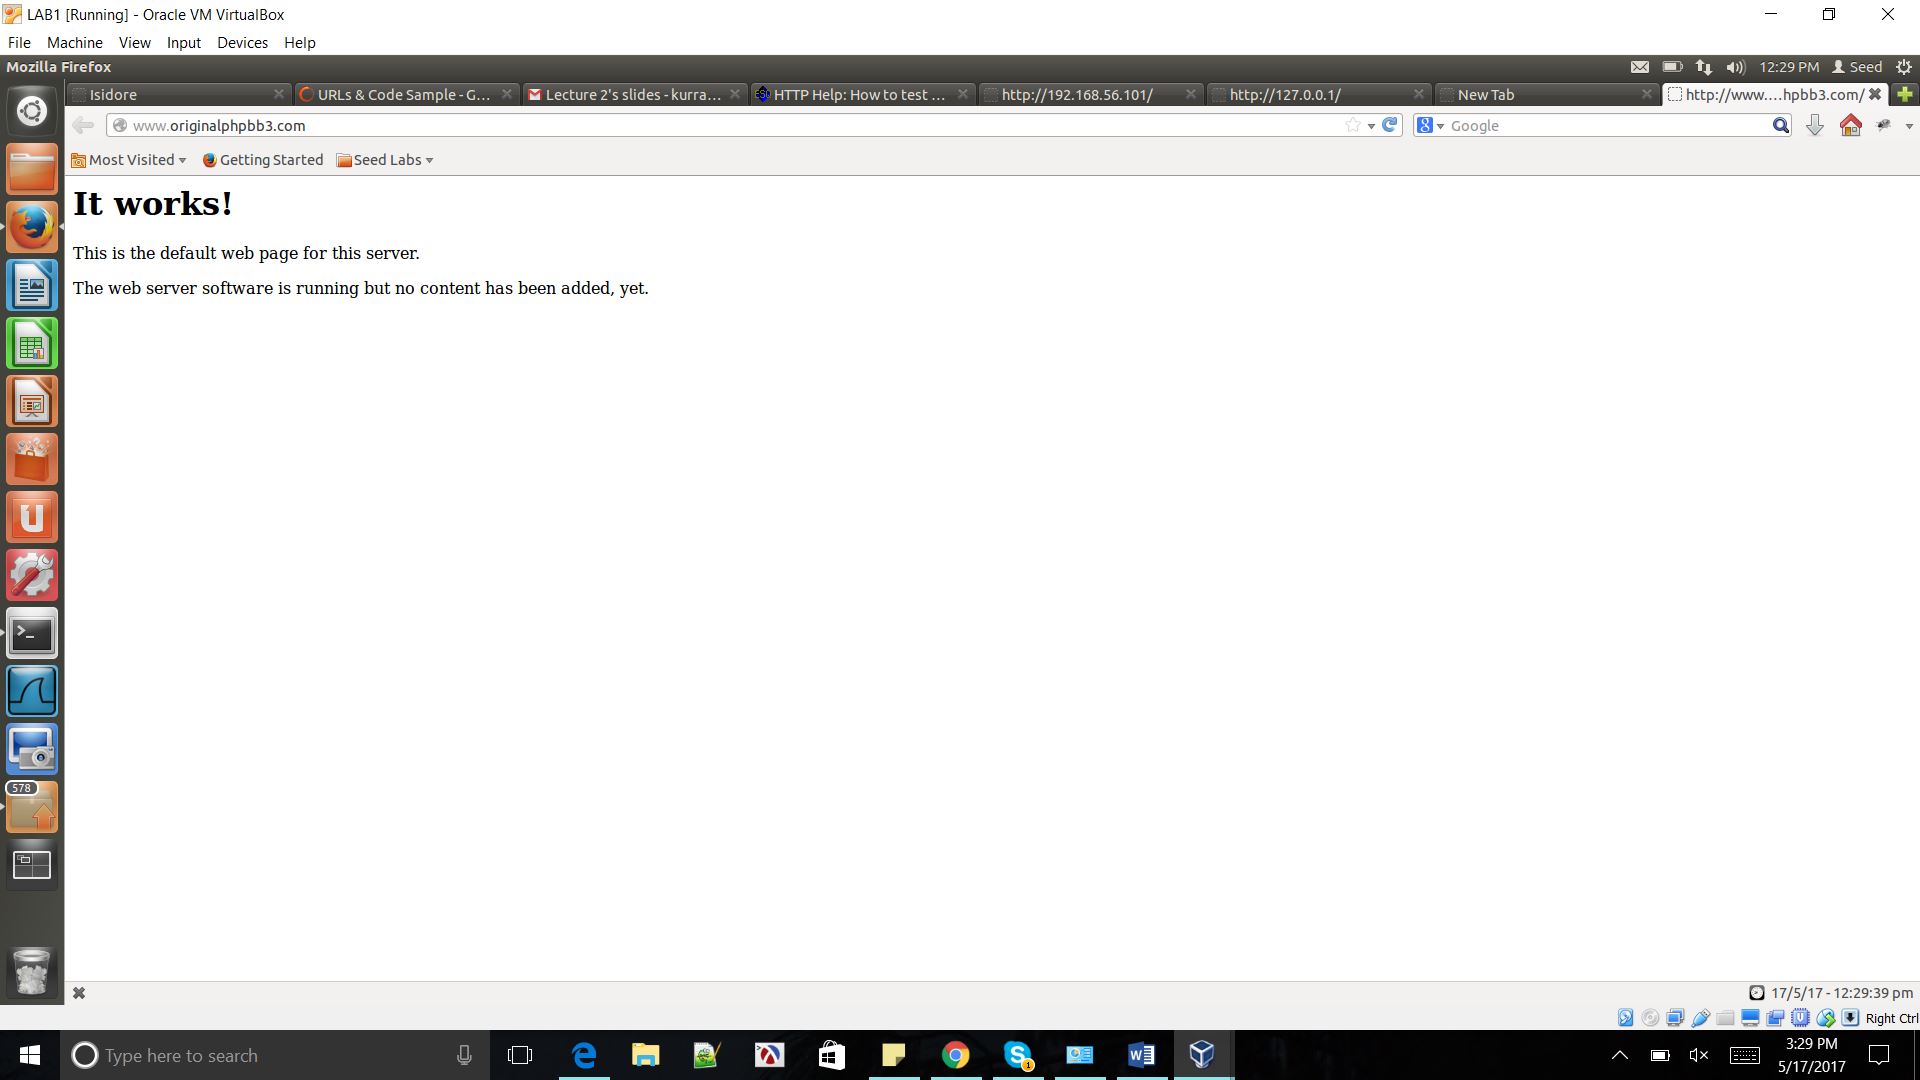 LAB1 [Running] - Oracle VM VirtualBox
File Machine View Input Devices Help
Mozilla Firefox 12:29 PM Seed
Isidore URLs & Code Sample - G... Lecture 2's slides - kurra... HTTP Help: How to test ... http://192.168.56.101/ http://127.0.0.1/ New Tab http://www....hpbb3.com/
www.originalphpbb3.com 8 Google
Most Visited Getting Started Seed Labs
It works!
This is the default web page for this server.
The web server software is running but no content has been added, yet.
578
17/5/17 - 12:29:39 pm
Right Ctrl
Type here to search 1 3:29 PM
5/17/2017